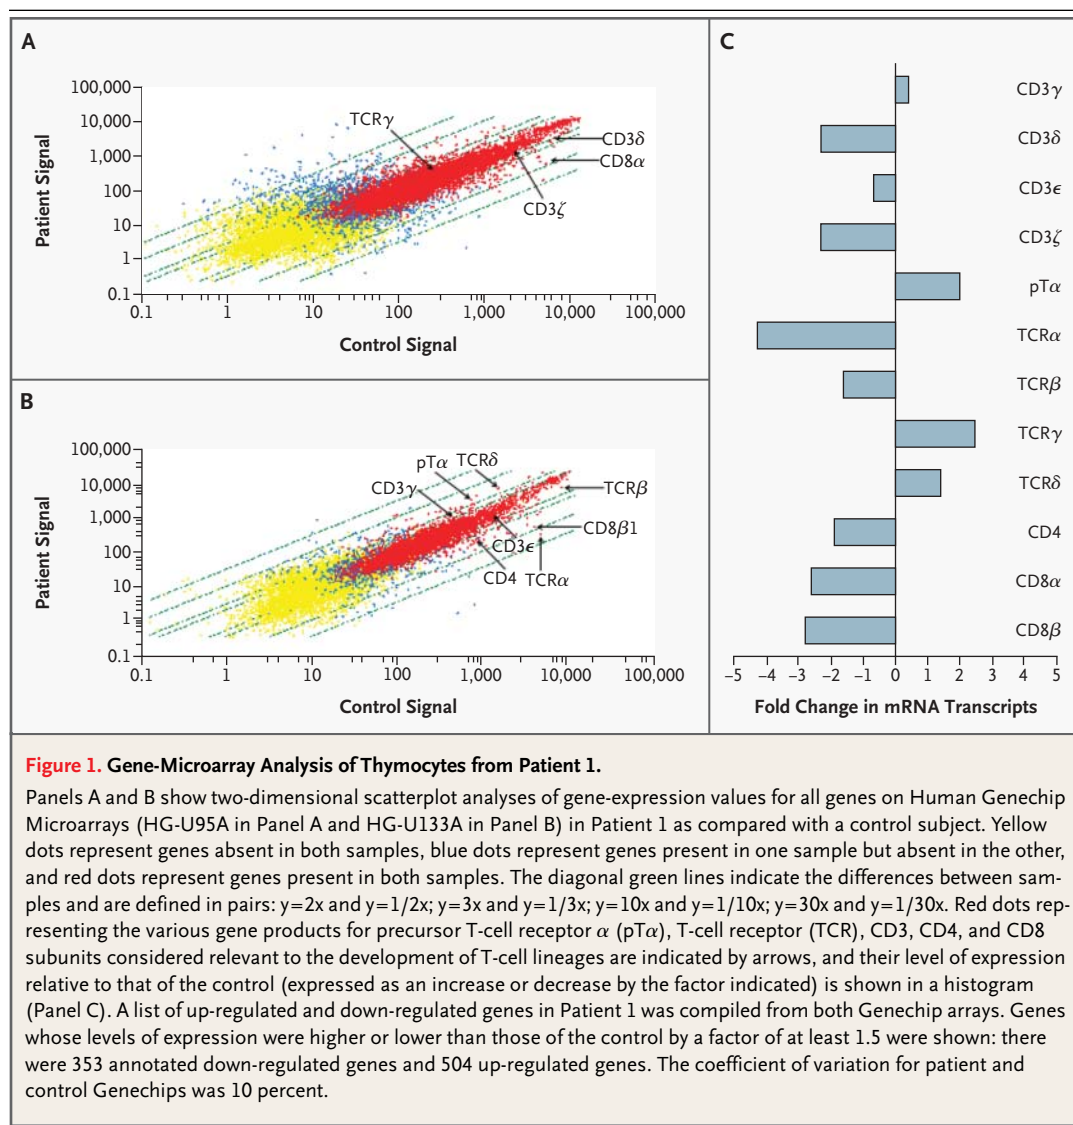 A
100,000
10,000
1,000
100
10
1
0.1
Patient Signal
TCRγ
CD3δ
CD8α
CD3ζ
0.1 1 10 100 1,000 10,000 100,000
Control Signal
B
100,000
10,000
1,000
100
10
1
0.1
Patient Signal
pTα TCRδ
CD3γ
TCRβ
CD8β1
CD3ϵ
CD4 TCRα
0.1 1 10 100 1,000 10,000 100,000
Control Signal
C
CD3γ
CD3δ
CD3ϵ
CD3ζ
pTα
TCRα
TCRβ
TCRγ
TCRδ
CD4
CD8α
CD8β
–5 –4 –3 –2 –1 0 1 2 3 4 5
Fold Change in mRNA Transcripts
Figure 1. Gene-Microarray Analysis of Thymocytes from Patient 1.
Panels A and B show two-dimensional scatterplot analyses of gene-expression values for all genes on Human Genechip
Microarrays (HG-U95A in Panel A and HG-U133A in Panel B) in Patient 1 as compared with a control subject. Yellow
dots represent genes absent in both samples, blue dots represent genes present in one sample but absent in the other,
and red dots represent genes present in both samples. The diagonal green lines indicate the differences between sam-
ples and are defined in pairs: y=2x and y=1/2x; y=3x and y=1/3x; y=10x and y=1/10x; y=30x and y=1/30x. Red dots rep-
resenting the various gene products for precursor T-cell receptor α (pTα), T-cell receptor (TCR), CD3, CD4, and CD8
subunits considered relevant to the development of T-cell lineages are indicated by arrows, and their level of expression
relative to that of the control (expressed as an increase or decrease by the factor indicated) is shown in a histogram
(Panel C). A list of up-regulated and down-regulated genes in Patient 1 was compiled from both Genechip arrays. Genes
whose levels of expression were higher or lower than those of the control by a factor of at least 1.5 were shown: there
were 353 annotated down-regulated genes and 504 up-regulated genes. The coefficient of variation for patient and
control Genechips was 10 percent.